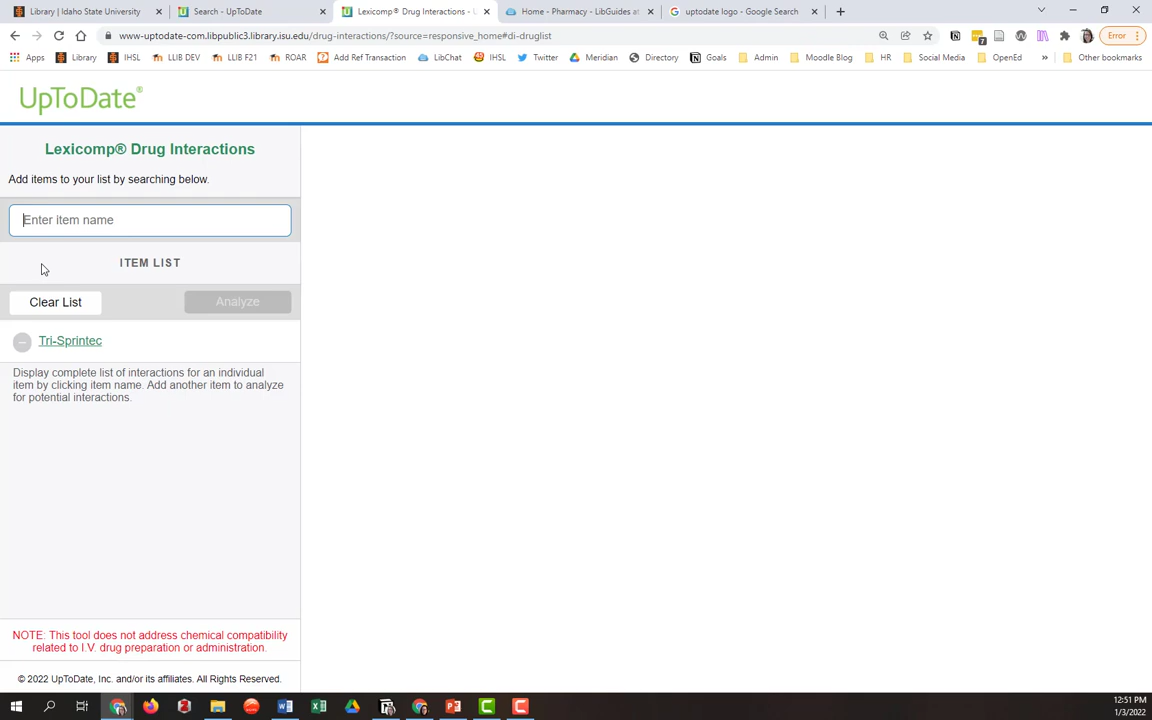 Library | Idaho State University
Search - UpToDate
Lexicomp® Drug Interactions - U
Home - Pharmacy - LibGuides at
uptodate logo - Google Search
www-uptodate-com.libpublic3.library.isu.edu/drug-interactions/?source=responsive_home#di-druglist
7
Error
Apps
Library
IHSL
LLIB DEV
LLIB F21
ROAR
Add Ref Transaction
LibChat
IHSL
Twitter
Meridian
Directory
Goals
Admin
Moodle Blog
HR
Social Media
OpenEd
»
Other bookmarks
UpToDate®
Lexicomp® Drug Interactions
Add items to your list by searching below.
Enter item name
ITEM LIST
Clear List
Analyze
Tri-Sprintec
Display complete list of interactions for an individual
item by clicking item name. Add another item to analyze
for potential interactions.
NOTE: This tool does not address chemical compatibility
related to I.V. drug preparation or administration.
© 2022 UpToDate, Inc. and/or its affiliates. All Rights Reserved.
12:51 PM
1/3/2022